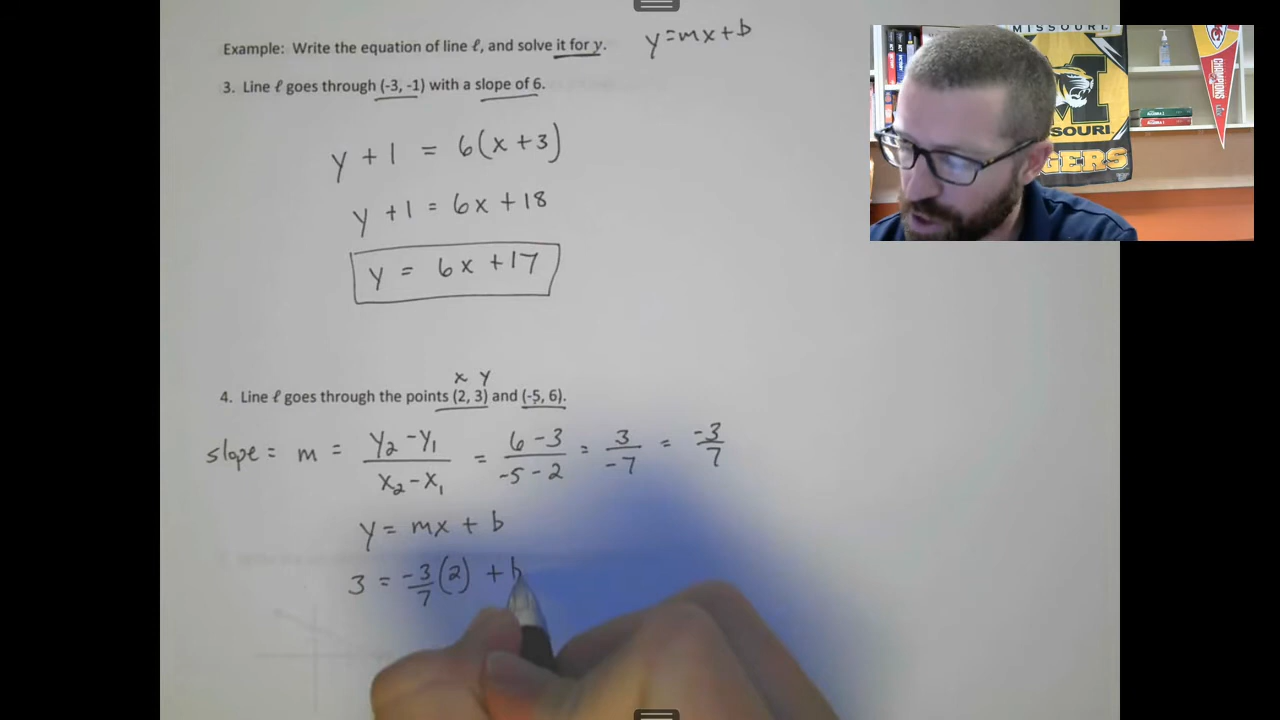 Example: Write the equation of line ℓ, and solve it for y.
y = mx + b
3. Line ℓ goes through (-3, -1) with a slope of 6.
y + 1 = 6(x + 3)
y + 1 = 6x + 18
y = 6x + 17
x y
4. Line ℓ goes through the points (2, 3) and (-5, 6).
slope = m = y₂ - y₁ / x₂ - x₁ = 6 - 3 / -5 - 2 = 3 / -7 = -3 / 7
y = mx + b
3 = -3/7 (2) + b
MISSOURI
M
SOURI
GERS
CHAMPIONS